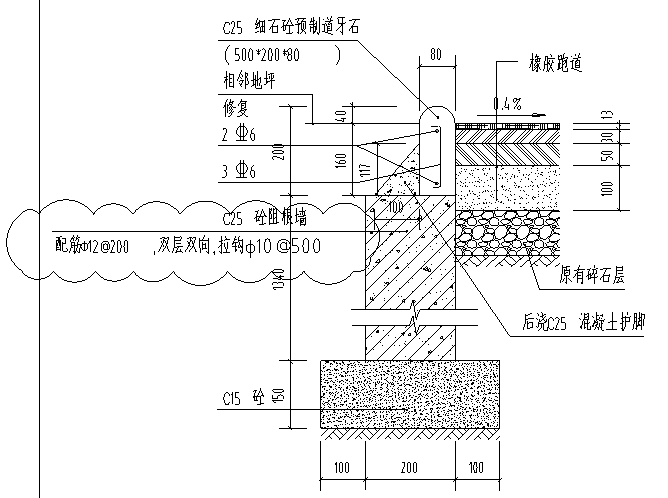 C25 细石砼预制道牙石
(500*200*80)
相邻地坪
修复
2 Φ6
3 Φ6
80
橡胶跑道
0.4%
13
30
50
100
40
160
117
200
100
C25 砼阻根墙
配筋Φ12@200 ,双层双向,拉钩φ10@500
1340
原有碎石层
后浇C25 混凝土护脚
C15 砼
150
100
200
100